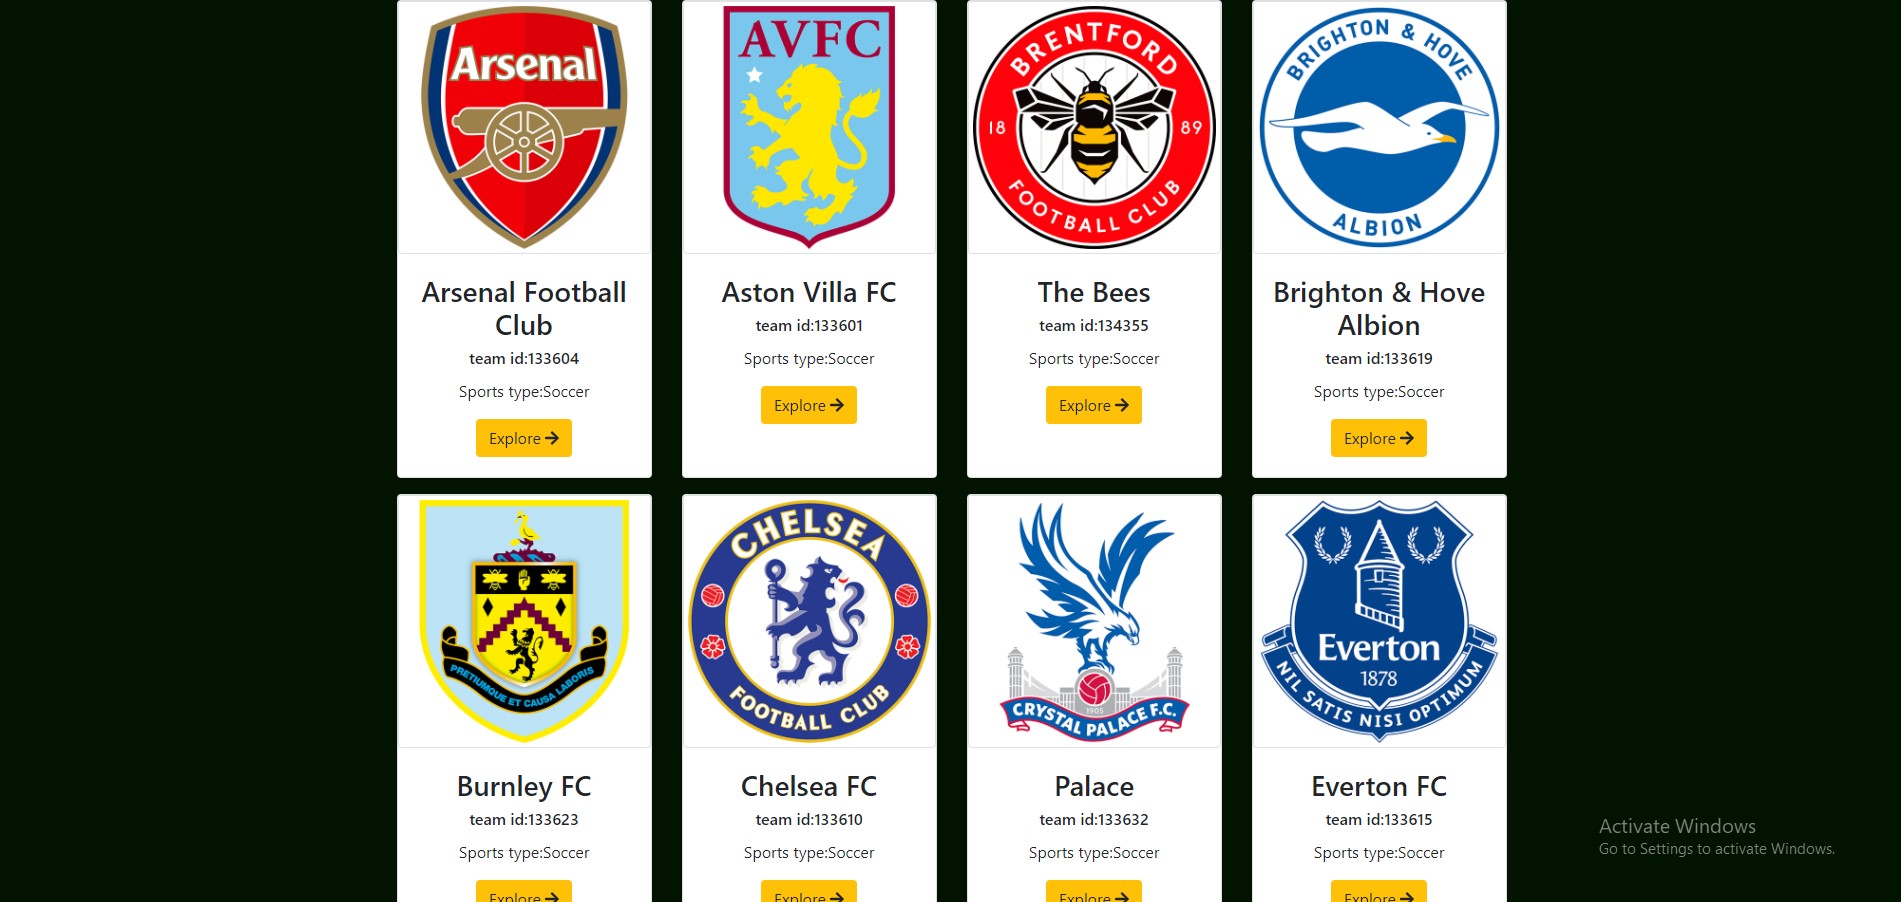 Arsenal
AVFC
BRENTFORD
18 89
FOOTBALL CLUB
BRIGHTON & HOVE
ALBION
Arsenal Football
Club
team id:133604
Sports type:Soccer
Explore
Aston Villa FC
team id:133601
Sports type:Soccer
Explore
The Bees
team id:134355
Sports type:Soccer
Explore
Brighton & Hove
Albion
team id:133619
Sports type:Soccer
Explore
PRETIUMQUE ET CAUSA LABORIS
CHELSEA
FOOTBALL CLUB
1905
CRYSTAL PALACE F.C.
Everton
1878
NIL SATIS NISI OPTIMUM
Burnley FC
team id:133623
Sports type:Soccer
Explore
Chelsea FC
team id:133610
Sports type:Soccer
Explore
Palace
team id:133632
Sports type:Soccer
Explore
Everton FC
team id:133615
Sports type:Soccer
Explore
Activate Windows
Go to Settings to activate Windows.